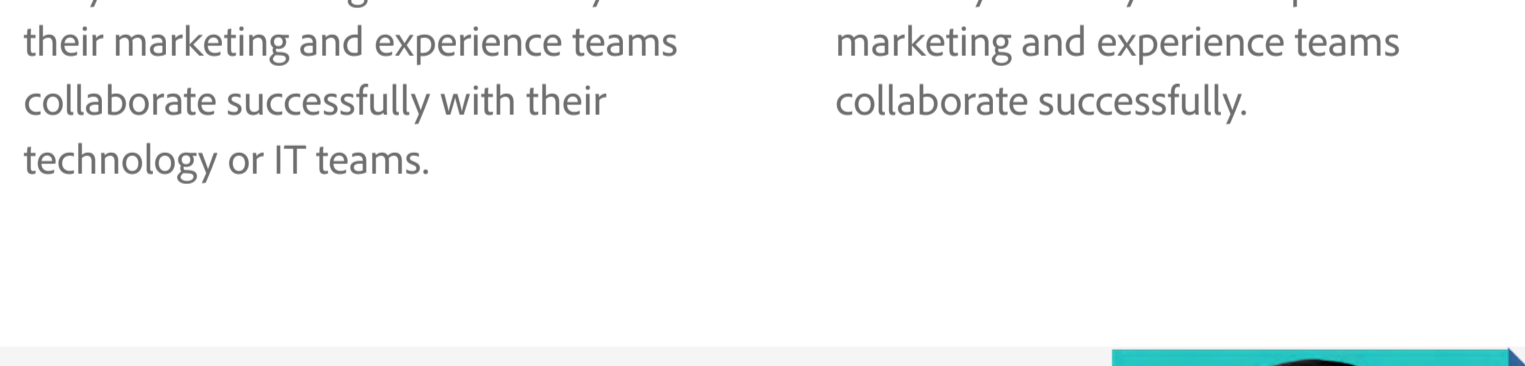 their marketing and experience teams
collaborate successfully with their
technology or IT teams.
marketing and experience teams
collaborate successfully.